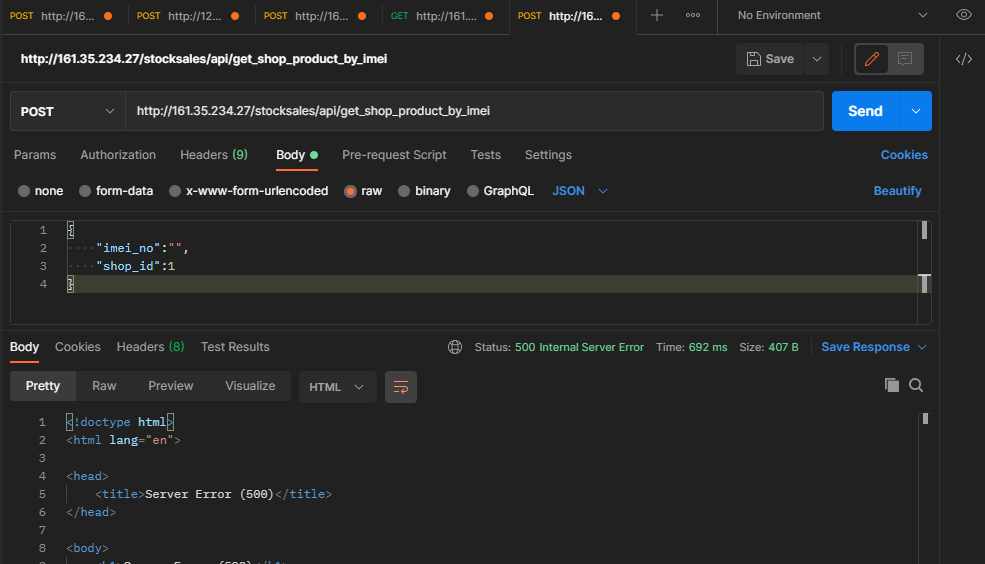 POST http://16... POST http://12... POST http://16... GET http://161.... POST http://16... No Environment
http://161.35.234.27/stocksales/api/get_shop_product_by_imei Save
POST http://161.35.234.27/stocksales/api/get_shop_product_by_imei Send
Params Authorization Headers (9) Body Pre-request Script Tests Settings Cookies
none form-data x-www-form-urlencoded raw binary GraphQL JSON Beautify
1 {
2 "imei_no":"",
3 "shop_id":1
4 }
Body Cookies Headers (8) Test Results Status: 500 Internal Server Error Time: 692 ms Size: 407 B Save Response
Pretty Raw Preview Visualize HTML
1 <!doctype html>
2 <html lang="en">
3
4 <head>
5 <title>Server Error (500)</title>
6 </head>
7
8 <body>